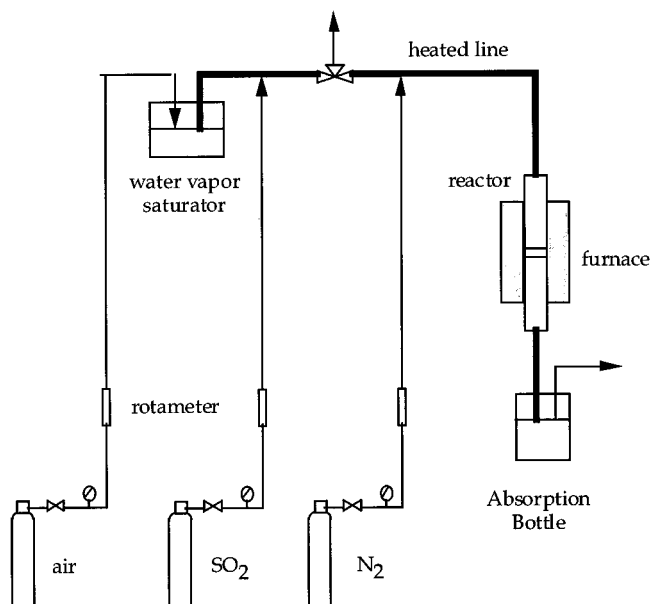 heated line
water vapor
saturator
reactor
furnace
rotameter
Absorption
Bottle
air
SO2
N2